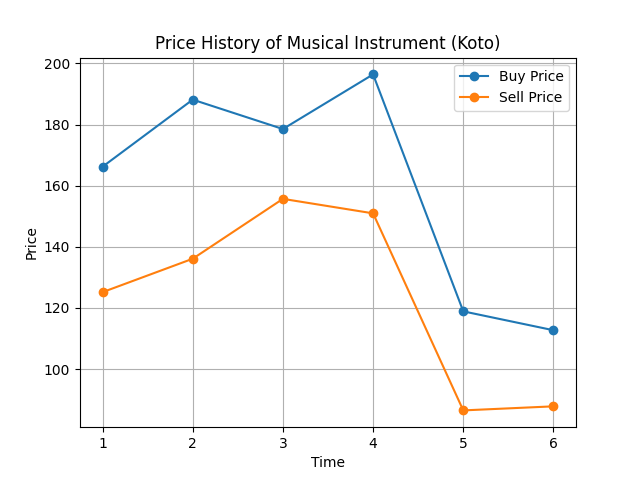 Price History of Musical Instrument (Koto)
Buy Price
Sell Price
Price
200
180
160
140
120
100
1 2 3 4 5 6
Time